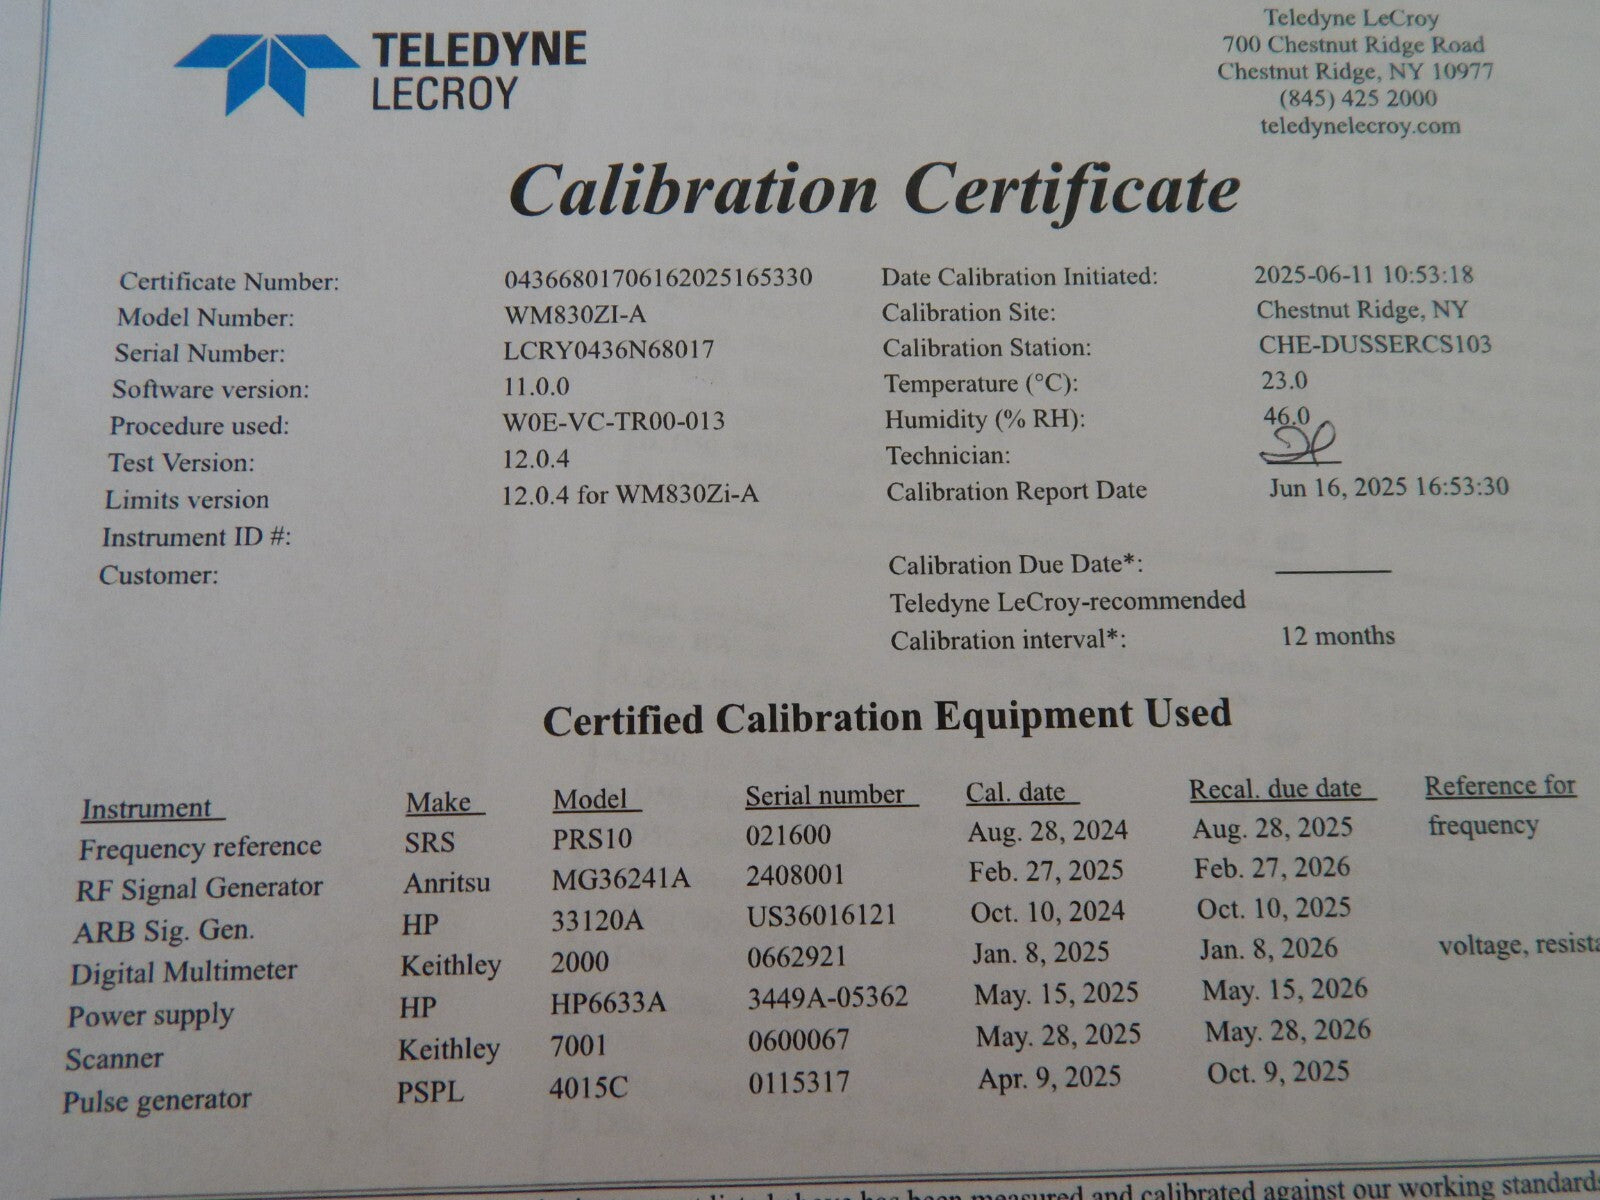 TELEDYNE
LECROY
Teledyne LeCroy
700 Chestnut Ridge Road
Chestnut Ridge, NY 10977
(845) 425 2000
teledynelecroy.com
Calibration Certificate
Certificate Number: 04366801706162025165330
Model Number: WM830ZI-A
Serial Number: LCRY0436N68017
Software version: 11.0.0
Procedure used: W0E-VC-TR00-013
Test Version: 12.0.4
Limits version 12.0.4 for WM830Zi-A
Instrument ID #:
Customer:
Date Calibration Initiated: 2025-06-11 10:53:18
Calibration Site: Chestnut Ridge, NY
Calibration Station: CHE-DUSSERCS103
Temperature (°C): 23.0
Humidity (% RH): 46.0
Technician:
Calibration Report Date Jun 16, 2025 16:53:30
Calibration Due Date*:
Teledyne LeCroy-recommended
Calibration interval*: 12 months
Certified Calibration Equipment Used
Instrument Make Model Serial number Cal. date Recal. due date Reference for
Frequency reference SRS PRS10 021600 Aug. 28, 2024 Aug. 28, 2025 frequency
RF Signal Generator Anritsu MG36241A 2408001 Feb. 27, 2025 Feb. 27, 2026
ARB Sig. Gen. HP 33120A US36016121 Oct. 10, 2024 Oct. 10, 2025
Digital Multimeter Keithley 2000 0662921 Jan. 8, 2025 Jan. 8, 2026 voltage,
Power supply HP HP6633A 3449A-05362 May. 15, 2025 May. 15, 2026
Scanner Keithley 7001 0600067 May. 28, 2025 May. 28, 2026
Pulse generator PSPL 4015C 0115317 Apr. 9, 2025 Oct. 9, 2025
has been measured and calibrated against our working standards